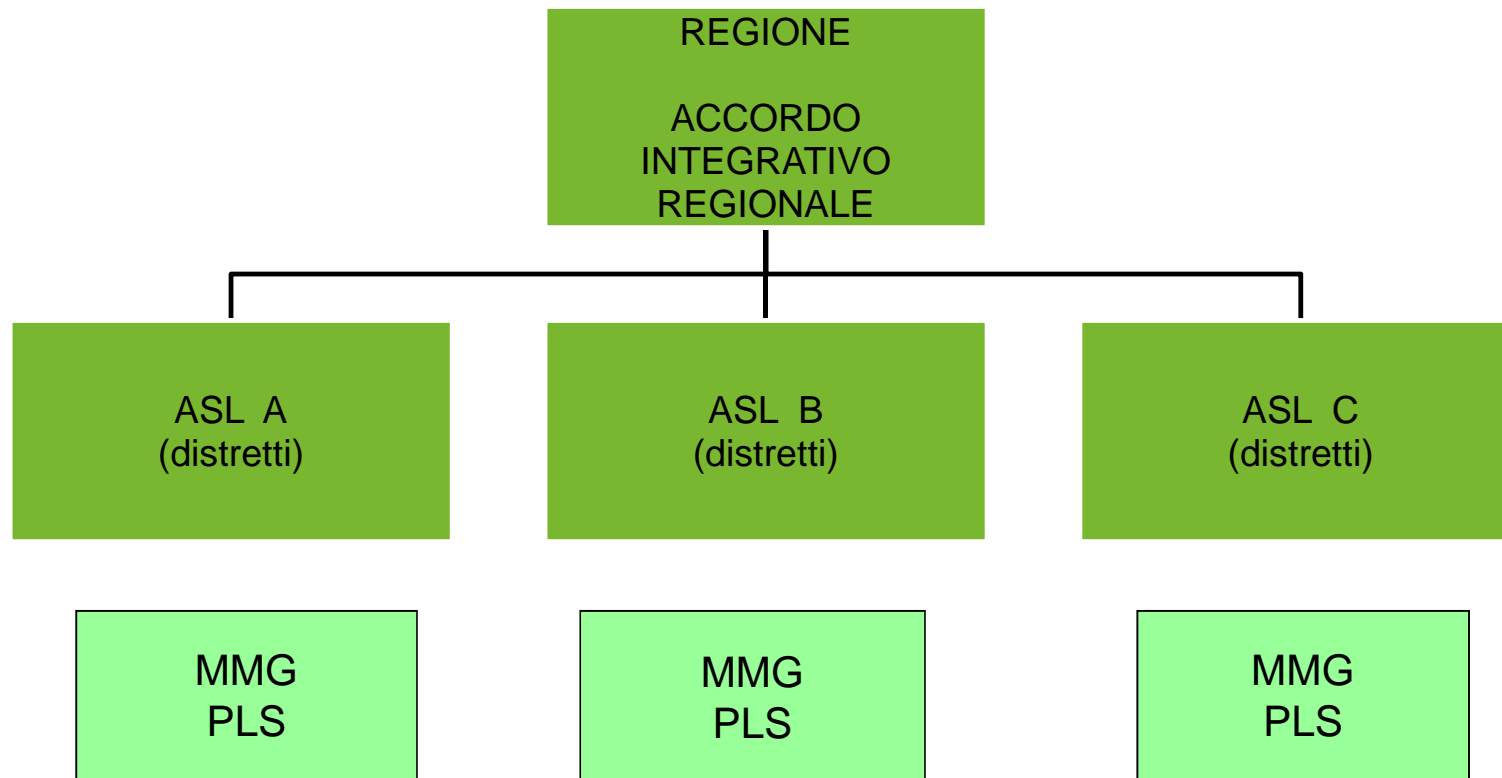 REGIONE
ACCORDO
INTEGRATIVO
REGIONALE
ASL A
(distretti)
ASL B
(distretti)
ASL C
(distretti)
MMG
PLS
MMG
PLS
MMG
PLS